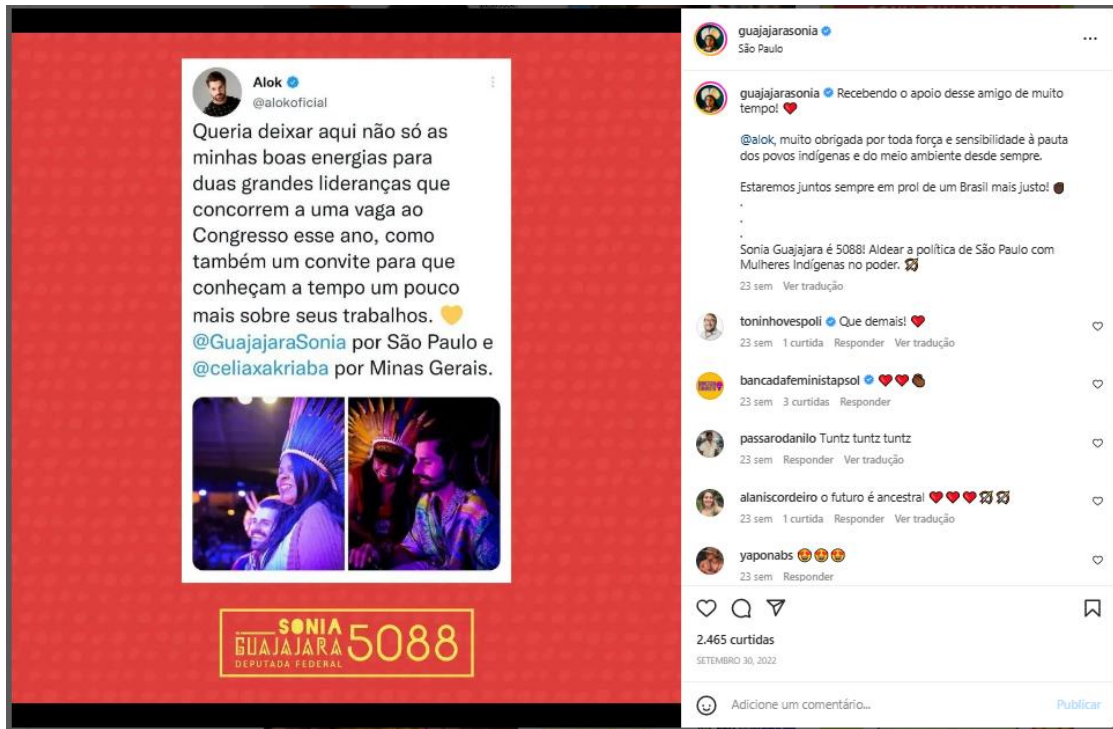 Alok
@alokoficial
Queria deixar aqui não só as
minhas boas energias para
duas grandes lideranças que
concorrem a uma vaga ao
Congresso esse ano, como
também um convite para que
conheçam a tempo um pouco
mais sobre seus trabalhos. 💛
@GuajajaraSonia por São Paulo e
@celiaxakriaba por Minas Gerais.
SONIA
GUAJAJARA 5088
DEPUTADA FEDERAL
guajajarasonia
São Paulo
guajajarasonia Recebendo o apoio desse amigo de muito
tempo! ❤️
@alok, muito obrigada por toda força e sensibilidade à pauta
dos povos indígenas e do meio ambiente desde sempre.
Estaremos juntos sempre em prol de um Brasil mais justo! ✊🏿
.
.
.
Sonia Guajajara é 5088! Aldear a política de São Paulo com
Mulheres Indígenas no poder. 🏹
23 sem Ver tradução
toninhovespoli Que demais! ❤️
23 sem 1 curtida Responder Ver tradução
bancadafeministapsol ❤️❤️✊🏾
23 sem 3 curtidas Responder
passarodanilo Tuntz tuntz tuntz
23 sem Responder Ver tradução
alaniscordeiro o futuro é ancestral ❤️❤️❤️🏹🏹
23 sem 1 curtida Responder Ver tradução
yaponabs 😍😍😍
23 sem Responder
2.465 curtidas
SETEMBRO 30, 2022
Adicione um comentário... Publicar